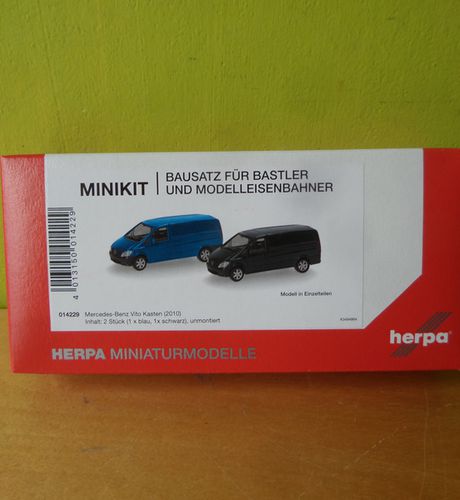 MINIKIT
BAUSATZ FÜR BASTLER
UND MODELLEISENBAHNER
4 013150 014229
Modell in Einzelteilen
014229 Mercedes-Benz Vito Kasten (2010)
Inhalt: 2 Stück (1 x blau, 1x schwarz), unmontiert
HERPA MINIATURMODELLE
herpa